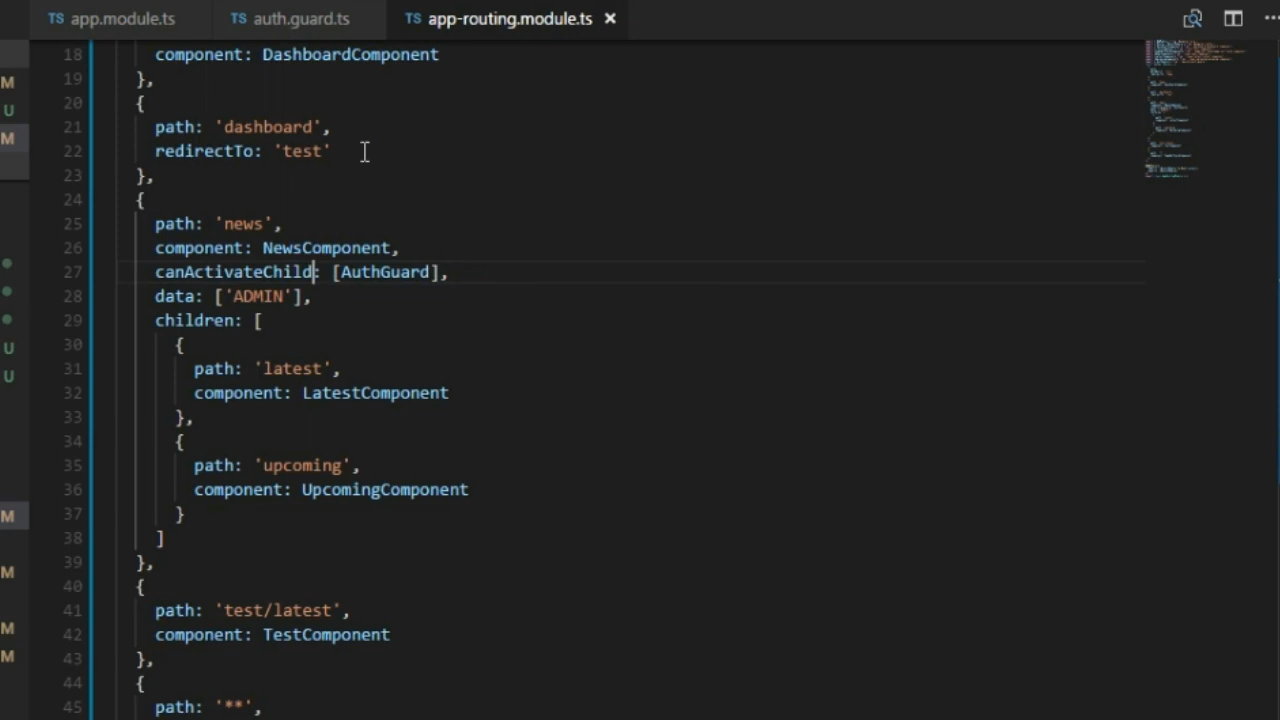 TS app.module.ts TS auth.guard.ts TS app-routing.module.ts ×
18 component: DashboardComponent
M 19 },
U 20 {
M 21 path: 'dashboard',
22 redirectTo: 'test'
23 },
24 {
25 path: 'news',
26 component: NewsComponent,
27 canActivateChild: [AuthGuard],
28 data: ['ADMIN'],
29 children: [
U 30 {
31 path: 'latest',
U 32 component: LatestComponent
33 },
34 {
35 path: 'upcoming',
36 component: UpcomingComponent
M 37 }
38 ]
M 39 },
40 {
M 41 path: 'test/latest',
42 component: TestComponent
M 43 },
44 {
45 path: '**',